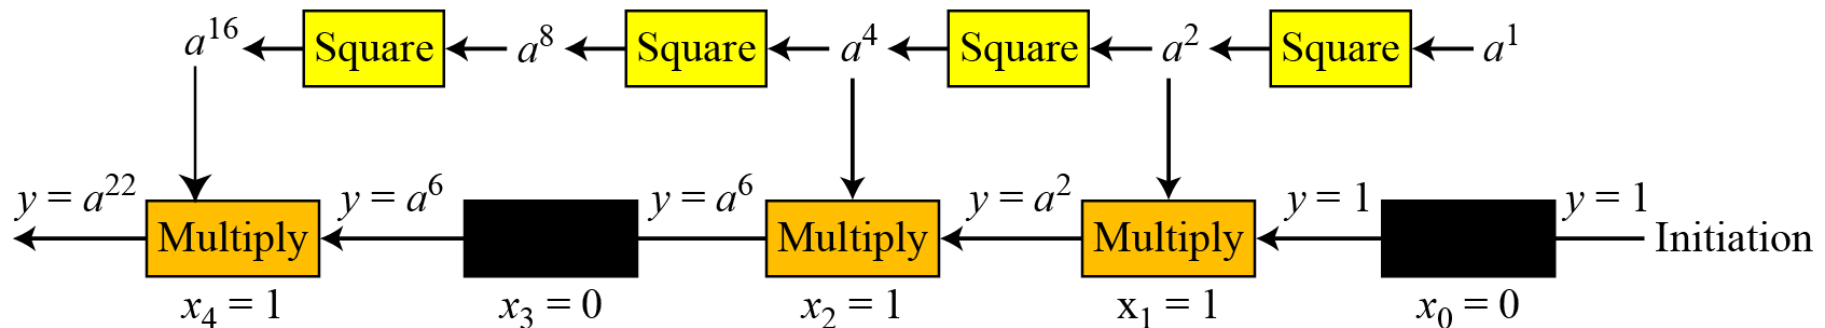 a^16 Square a^8 Square a^4 Square a^2 Square a^1
y = a^22 y = a^6 y = a^6 y = a^2 y = 1 y = 1
Multiply Multiply Multiply Initiation
x_4 = 1 x_3 = 0 x_2 = 1 x_1 = 1 x_0 = 0